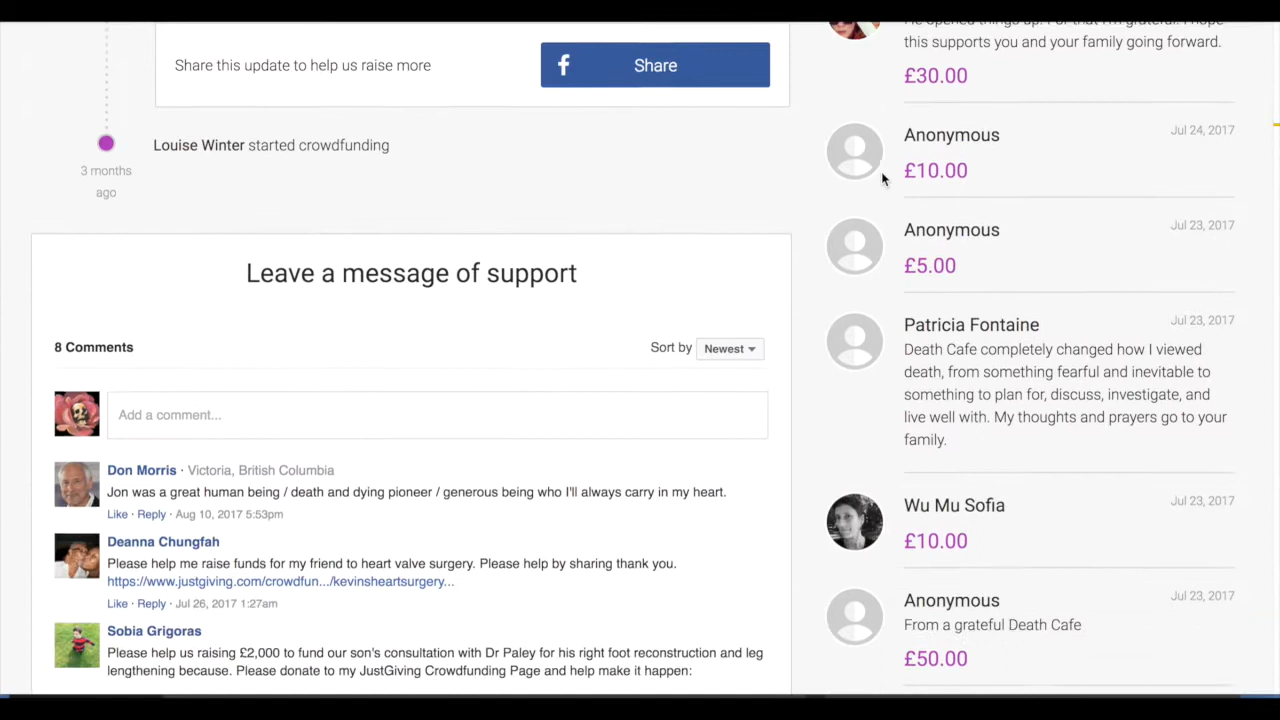 Share this update to help us raise more
f Share
Louise Winter started crowdfunding
3 months
ago
Leave a message of support
8 Comments
Sort by Newest
Add a comment...
Don Morris · Victoria, British Columbia
Jon was a great human being / death and dying pioneer / generous being who I'll always carry in my heart.
Like · Reply · Aug 10, 2017 5:53pm
Deanna Chungfah
Please help me raise funds for my friend to heart valve surgery. Please help by sharing thank you.
https://www.justgiving.com/crowdfun.../kevinsheartsurgery...
Like · Reply · Jul 26, 2017 1:27am
Sobia Grigoras
Please help us raising £2,000 to fund our son's consultation with Dr Paley for his right foot reconstruction and leg
lengthening because. Please donate to my JustGiving Crowdfunding Page and help make it happen:
He opened things up. For that I'm grateful. I hope
this supports you and your family going forward.
£30.00
Anonymous
Jul 24, 2017
£10.00
Anonymous
Jul 23, 2017
£5.00
Patricia Fontaine
Jul 23, 2017
Death Cafe completely changed how I viewed
death, from something fearful and inevitable to
something to plan for, discuss, investigate, and
live well with. My thoughts and prayers go to your
family.
Wu Mu Sofia
Jul 23, 2017
£10.00
Anonymous
Jul 23, 2017
From a grateful Death Cafe
£50.00